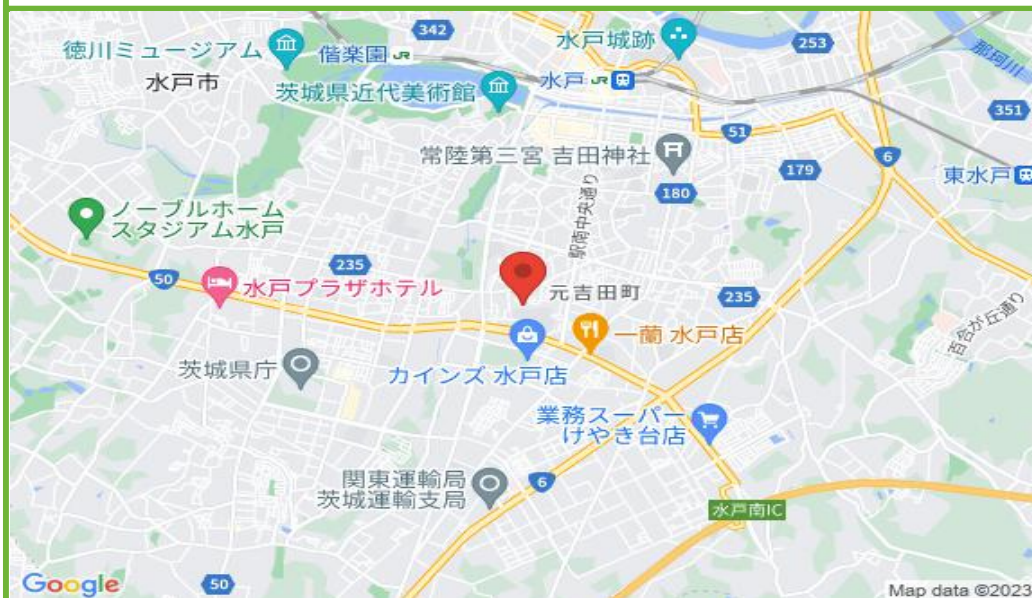 342
253
徳川ミュージアム
偕楽園
JR
水戸城跡
那珂川
水戸市
水戸
JR
茨城県近代美術館
351
51
常陸第三宮 吉田神社
6
179
東水戸
180
駅南中央通り
ノーブルホーム
スタジアム水戸
235
50
水戸プラザホテル
元吉田町
235
百合が丘通り
一蘭 水戸店
茨城県庁
カインズ 水戸店
業務スーパー
けやき台店
関東運輸局
茨城運輸支局
6
水戸南IC
50
Google
Map data ©2023